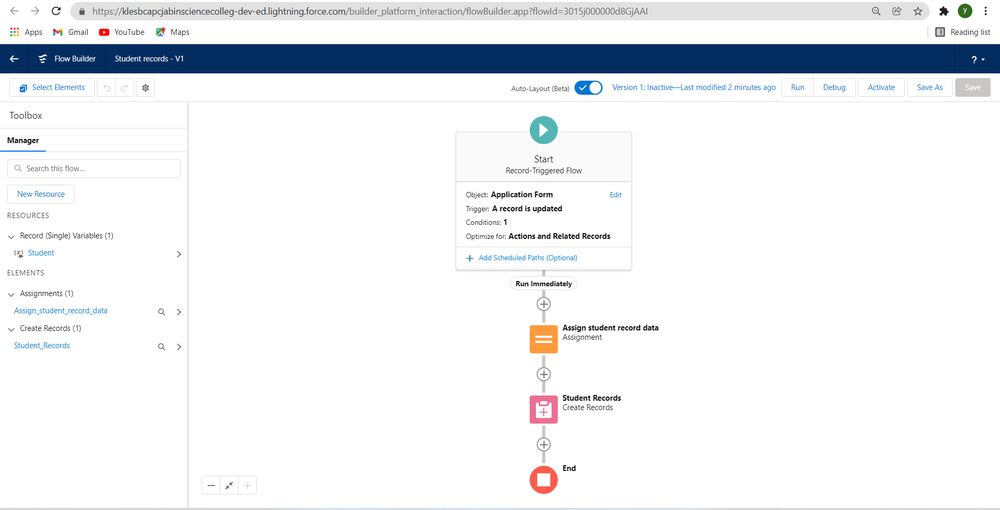 https://klesbcapcjabinsciencecolleg-dev-ed.lightning.force.com/builder_platform_interaction/flowBuilder.app?flowId=3015j000000d8GjAAI
y
Apps Gmail YouTube Maps
Reading list
Flow Builder Student records - V1
?
Select Elements
Auto-Layout (Beta) Version 1: Inactive—Last modified 2 minutes ago Run Debug Activate Save As Save
Toolbox
Manager
Search this flow...
New Resource
RESOURCES
Record (Single) Variables (1)
Student
ELEMENTS
Assignments (1)
Assign_student_record_data
Create Records (1)
Student_Records
Start
Record-Triggered Flow
Object: Application Form Edit
Trigger: A record is updated
Conditions: 1
Optimize for: Actions and Related Records
Add Scheduled Paths (Optional)
Run Immediately
Assign student record data
Assignment
Student Records
Create Records
End